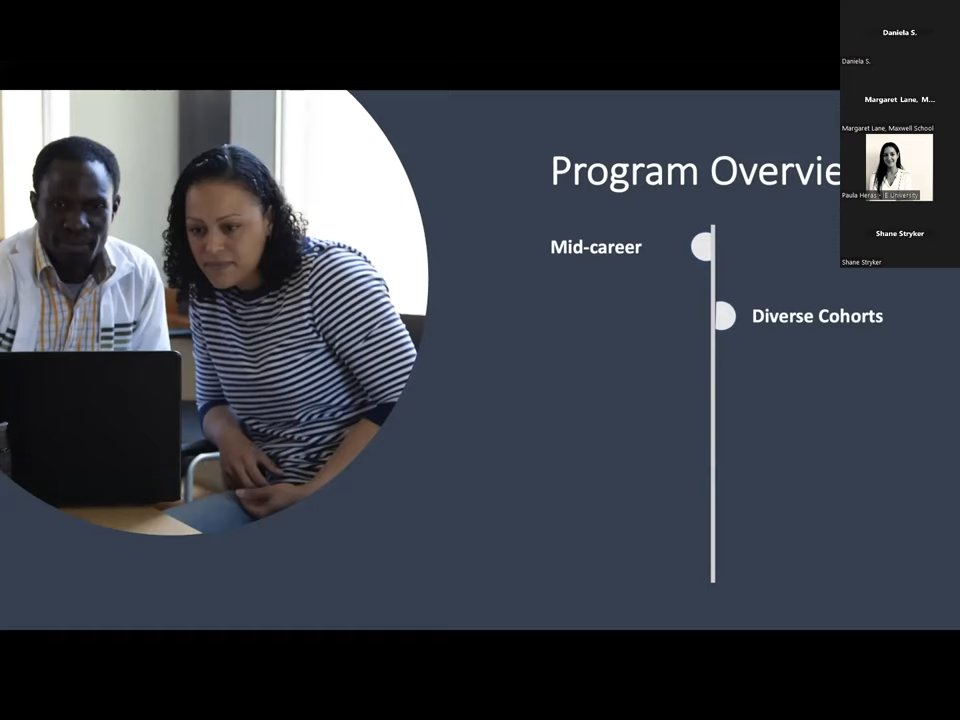 Program Overvie
Mid-career
Diverse Cohorts
Daniela S.
Daniela S.
Margaret Lane, M...
Margaret Lane, Maxwell School
Paula Heras - IE University
Shane Stryker
Shane Stryker